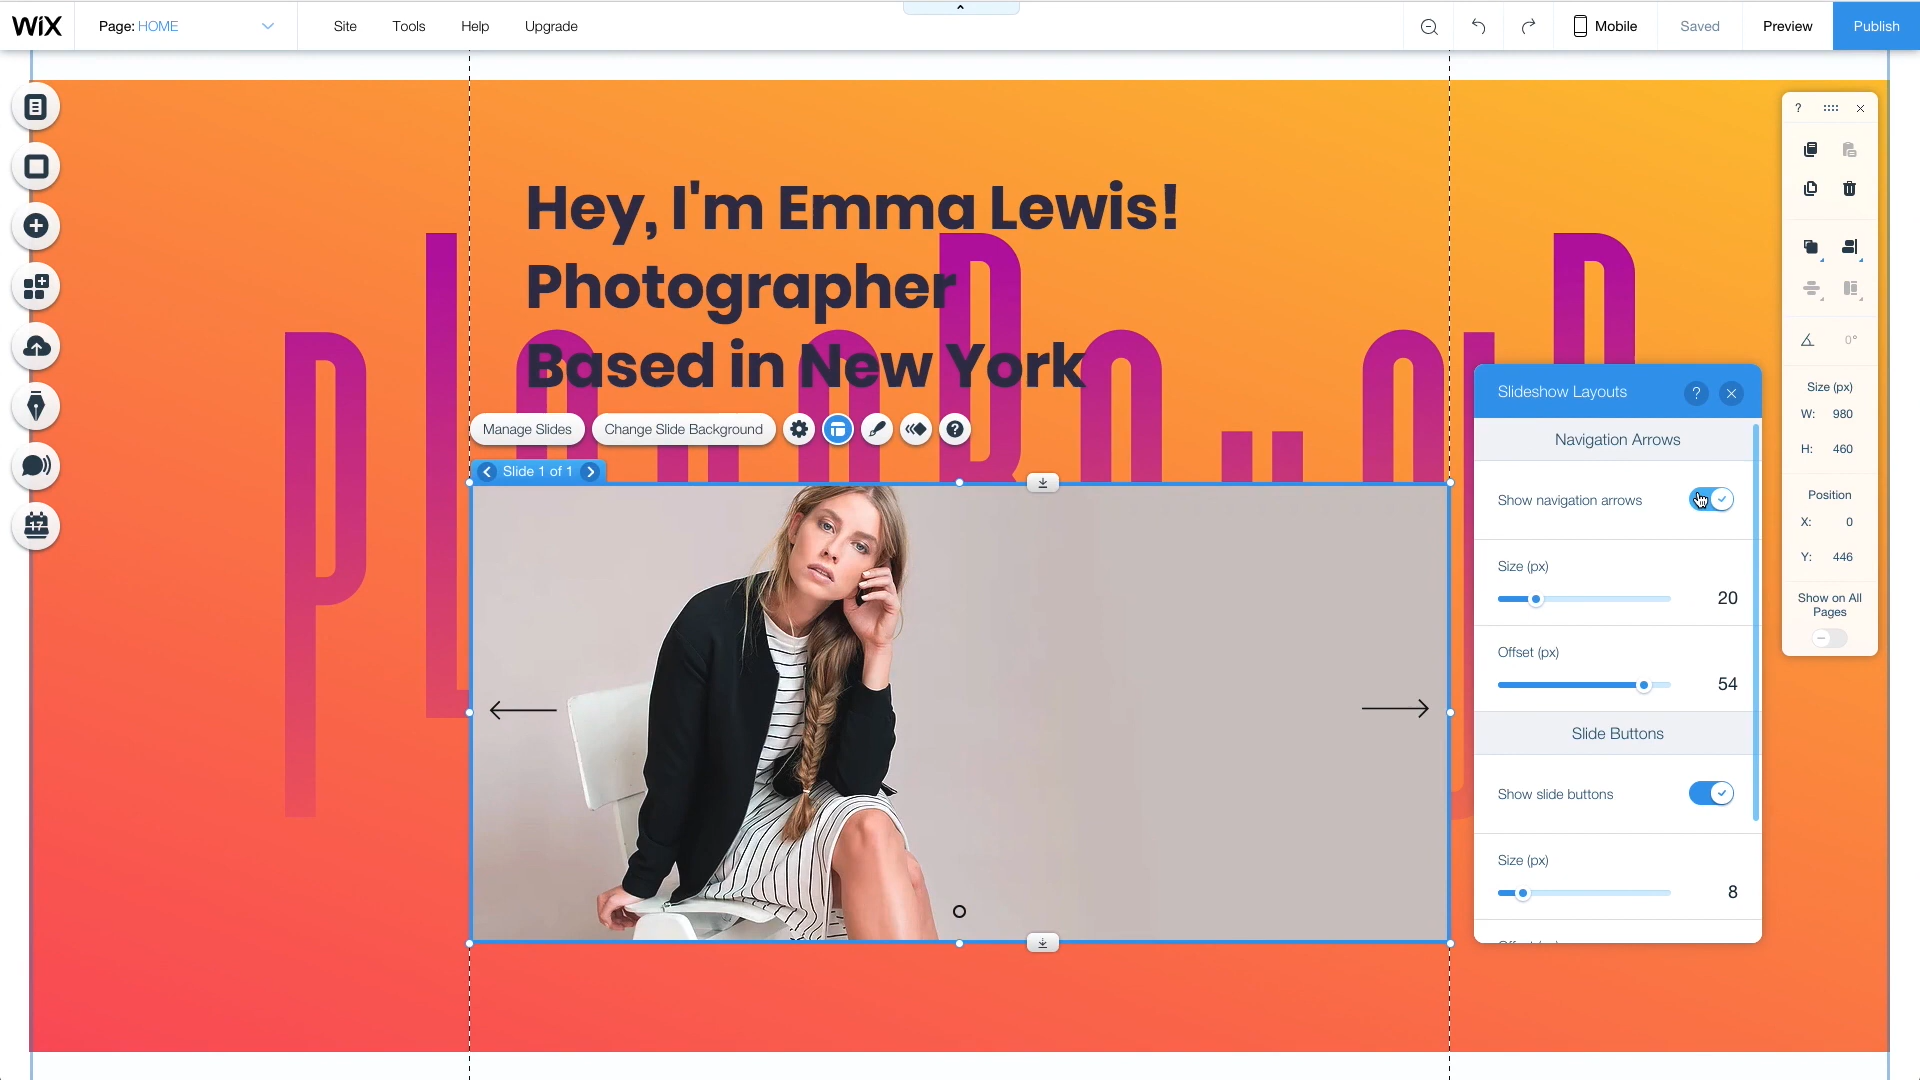 WiX
Page: HOME
Site
Tools
Help
Upgrade
Mobile
Saved
Preview
Publish
Hey, I'm Emma Lewis!
Photographer
Based in New York
Manage Slides
Change Slide Background
Slide 1 of 1
17
Slideshow Layouts
?
Navigation Arrows
Show navigation arrows
Size (px)
20
Offset (px)
54
Slide Buttons
Show slide buttons
Size (px)
8
?
0°
Size (px)
W: 980
H: 460
Position
X: 0
Y: 446
Show on All
Pages